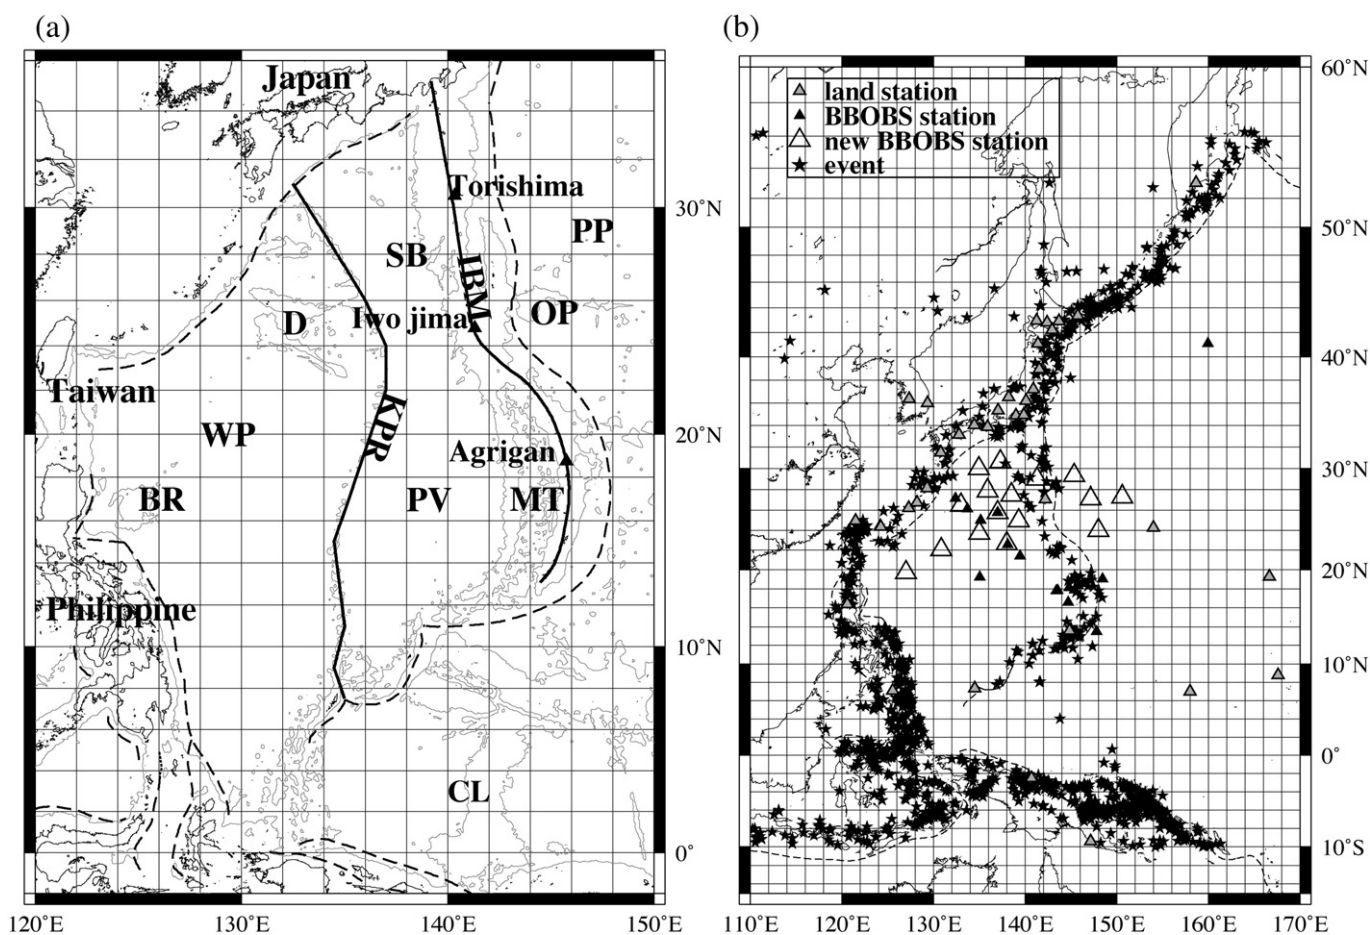 (a)
Japan
Torishima
30°N
PP
SB
IBM
OP
Iwo jima
D
Taiwan
KPR
WP
20°N
Agrigan
BR
PV
MT
Philippine
10°N
CL
0°
120°E
130°E
140°E
150°E
(b)
60°N
land station
BBOBS station
new BBOBS station
event
50°N
40°N
30°N
20°N
10°N
0°
10°S
110°E
120°E
130°E
140°E
150°E
160°E
170°E